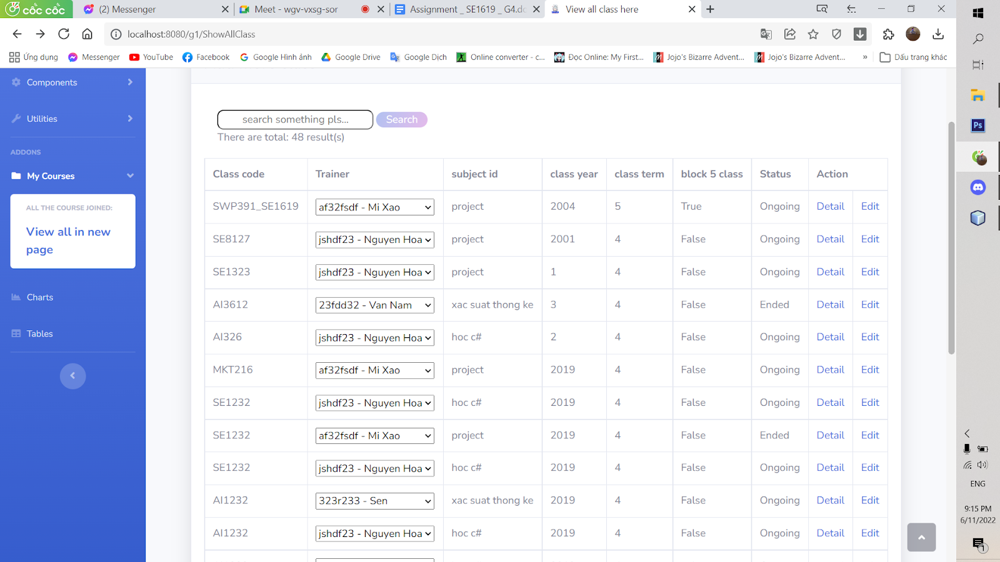 cốc cốc
(2) Messenger
Meet - wgv-vxsg-sor
Assignment _ SE1619 _ G4.dc
View all class here
localhost:8080/g1/ShowAllClass
Ứng dụng
Messenger
YouTube
Facebook
Google Hình ảnh
Google Drive
Google Dịch
Online converter - c...
Đọc Online: My First...
Jojo's Bizarre Advent...
Jojo's Bizarre Advent...
»
Dấu trang khác
Components
Utilities
ADDONS
My Courses
ALL THE COURSE JOINED:
View all in new
page
Charts
Tables
search something pls...
Search
There are total: 48 result(s)
Class code Trainer subject id class year class term block 5 class Status Action
SWP391_SE1619 af32fsdf - Mi Xao project 2004 5 True Ongoing Detail Edit
SE8127 jshdf23 - Nguyen Hoa project 2001 4 False Ongoing Detail Edit
SE1323 jshdf23 - Nguyen Hoa project 1 4 False Ongoing Detail Edit
AI3612 23fdd32 - Van Nam xac suat thong ke 3 4 False Ended Detail Edit
AI326 jshdf23 - Nguyen Hoa hoc c# 2 4 False Ongoing Detail Edit
MKT216 af32fsdf - Mi Xao project 2019 4 False Ongoing Detail Edit
SE1232 jshdf23 - Nguyen Hoa hoc c# 2019 4 False Ongoing Detail Edit
SE1232 af32fsdf - Mi Xao project 2019 4 False Ended Detail Edit
SE1232 jshdf23 - Nguyen Hoa hoc c# 2019 4 False Ongoing Detail Edit
AI1232 323r233 - Sen xac suat thong ke 2019 4 False Ongoing Detail Edit
AI1232 jshdf23 - Nguyen Hoa hoc c# 2019 4 False Ongoing Detail Edit
Ps
ENG
9:15 PM
6/11/2022
1